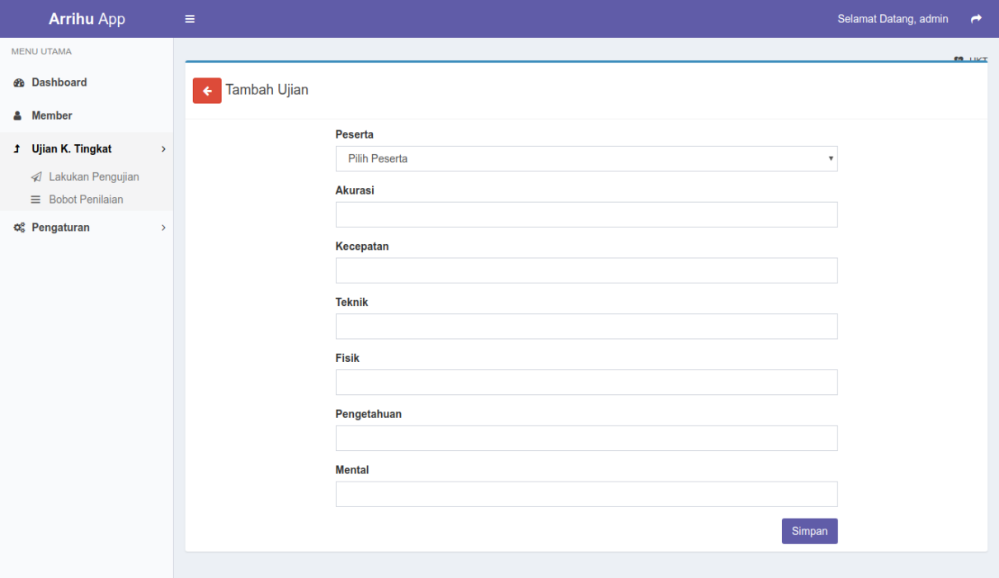 Arrihu App
Selamat Datang, admin
MENU UTAMA
Dashboard
Member
Ujian K. Tingkat
Lakukan Pengujian
Bobot Penilaian
Pengaturan
UKT
Tambah Ujian
Peserta
Pilih Peserta
Akurasi
Kecepatan
Teknik
Fisik
Pengetahuan
Mental
Simpan